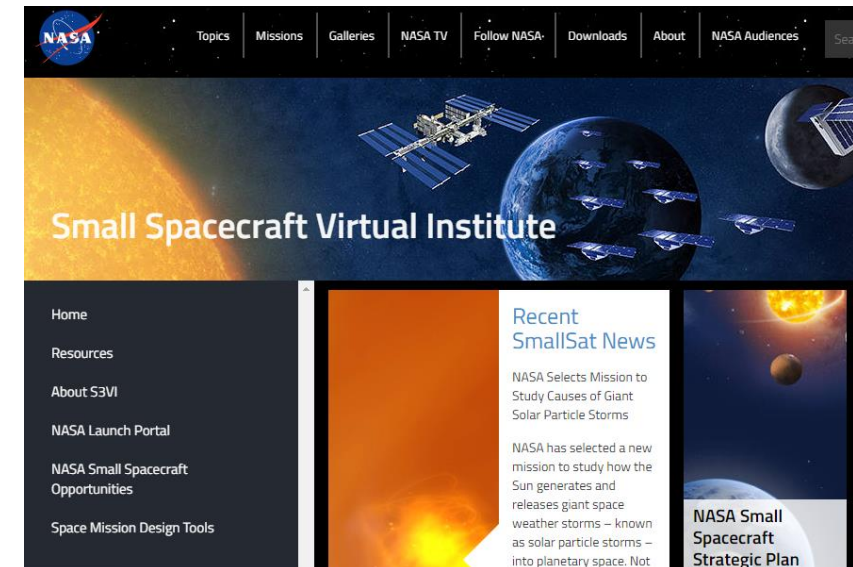 NASA
Topics
Missions
Galleries
NASA TV
Follow NASA
Downloads
About
NASA Audiences
Sea
Small Spacecraft Virtual Institute
Home
Resources
About S3VI
NASA Launch Portal
NASA Small Spacecraft
Opportunities
Space Mission Design Tools
Recent
SmallSat News
NASA Selects Mission to
Study Causes of Giant
Solar Particle Storms
NASA has selected a new
mission to study how the
Sun generates and
releases giant space
weather storms – known
as solar particle storms –
into planetary space. Not
NASA Small
Spacecraft
Strategic Plan